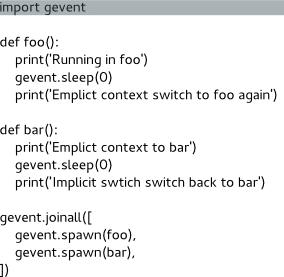 import gevent
def foo():
print('Running in foo')
gevent.sleep(0)
print('Emplict context switch to foo again')
def bar():
print('Emplict context to bar')
gevent.sleep(0)
print('Implicit swtich switch back to bar')
gevent.joinall([
gevent.spawn(foo),
gevent.spawn(bar),
])